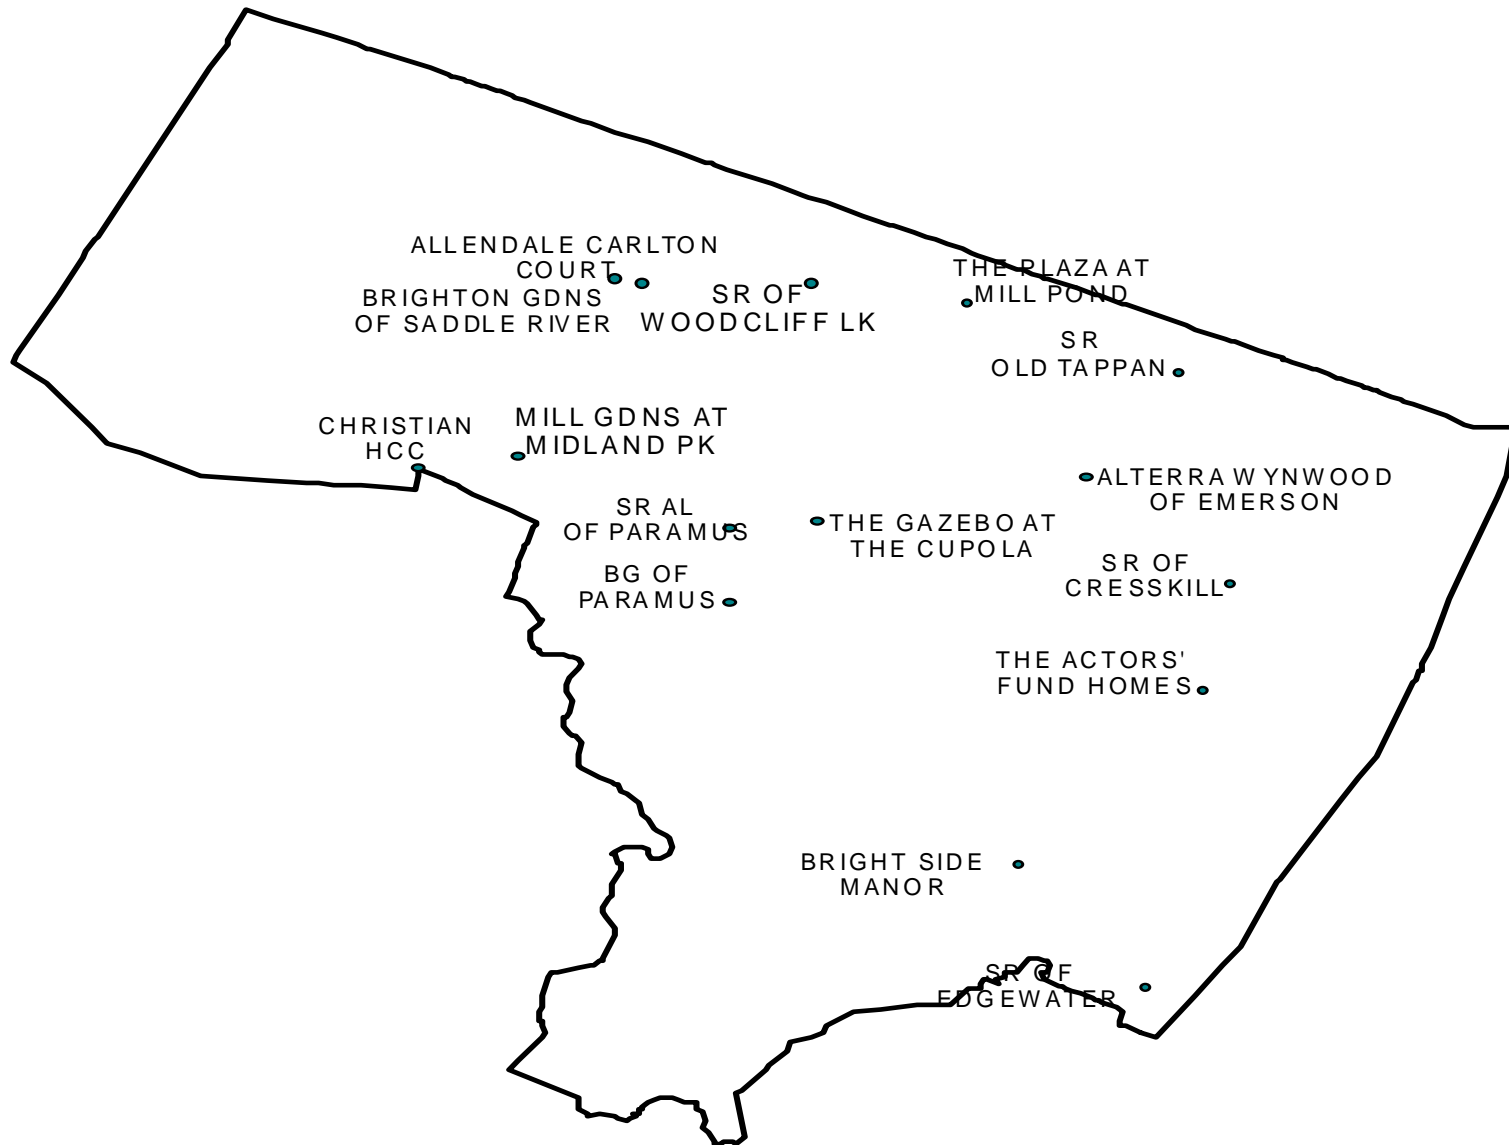 ALLENDALE CARLTON
COURT
BRIGHTON GDNS
OF SADDLE RIVER
SR OF
WOODCLIFF LK
THE PLAZA AT
MILL POND
SR
OLD TAPPAN
CHRISTIAN
HCC
MILL GDNS AT
MIDLAND PK
ALTERRA WYNWOOD
OF EMERSON
SR AL
OF PARAMUS
THE GAZEBO AT
THE CUPOLA
BG OF
PARAMUS
SR OF
CRESSKILL
THE ACTORS'
FUND HOMES
BRIGHT SIDE
MANOR
SR OF
EDGEWATER